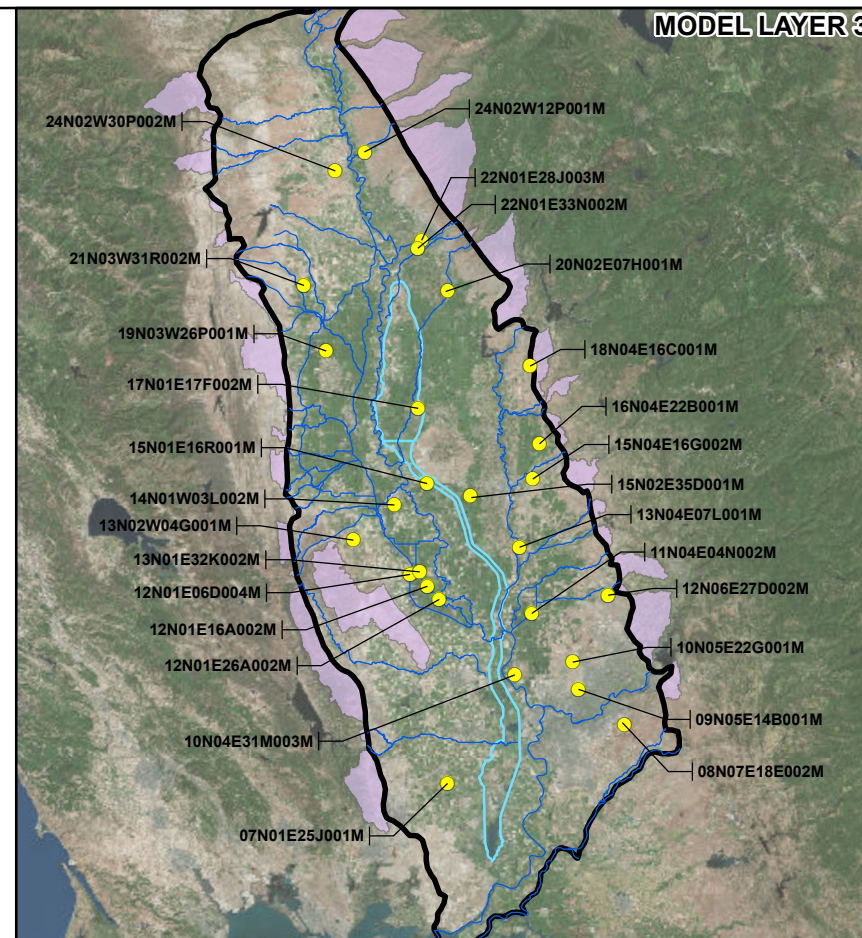 MODEL LAYER 3
24N02W12P001M
24N02W30P002M
22N01E28J003M
22N01E33N002M
21N03W31R002M
20N02E07H001M
19N03W26P001M
18N04E16C001M
17N01E17F002M
16N04E22B001M
15N01E16R001M
15N04E16G002M
15N02E35D001M
14N01W03L002M
13N04E07L001M
13N02W04G001M
11N04E04N002M
13N01E32K002M
12N01E06D004M
12N06E27D002M
12N01E16A002M
12N01E26A002M
10N05E22G001M
09N05E14B001M
10N04E31M003M
08N07E18E002M
07N01E25J001M